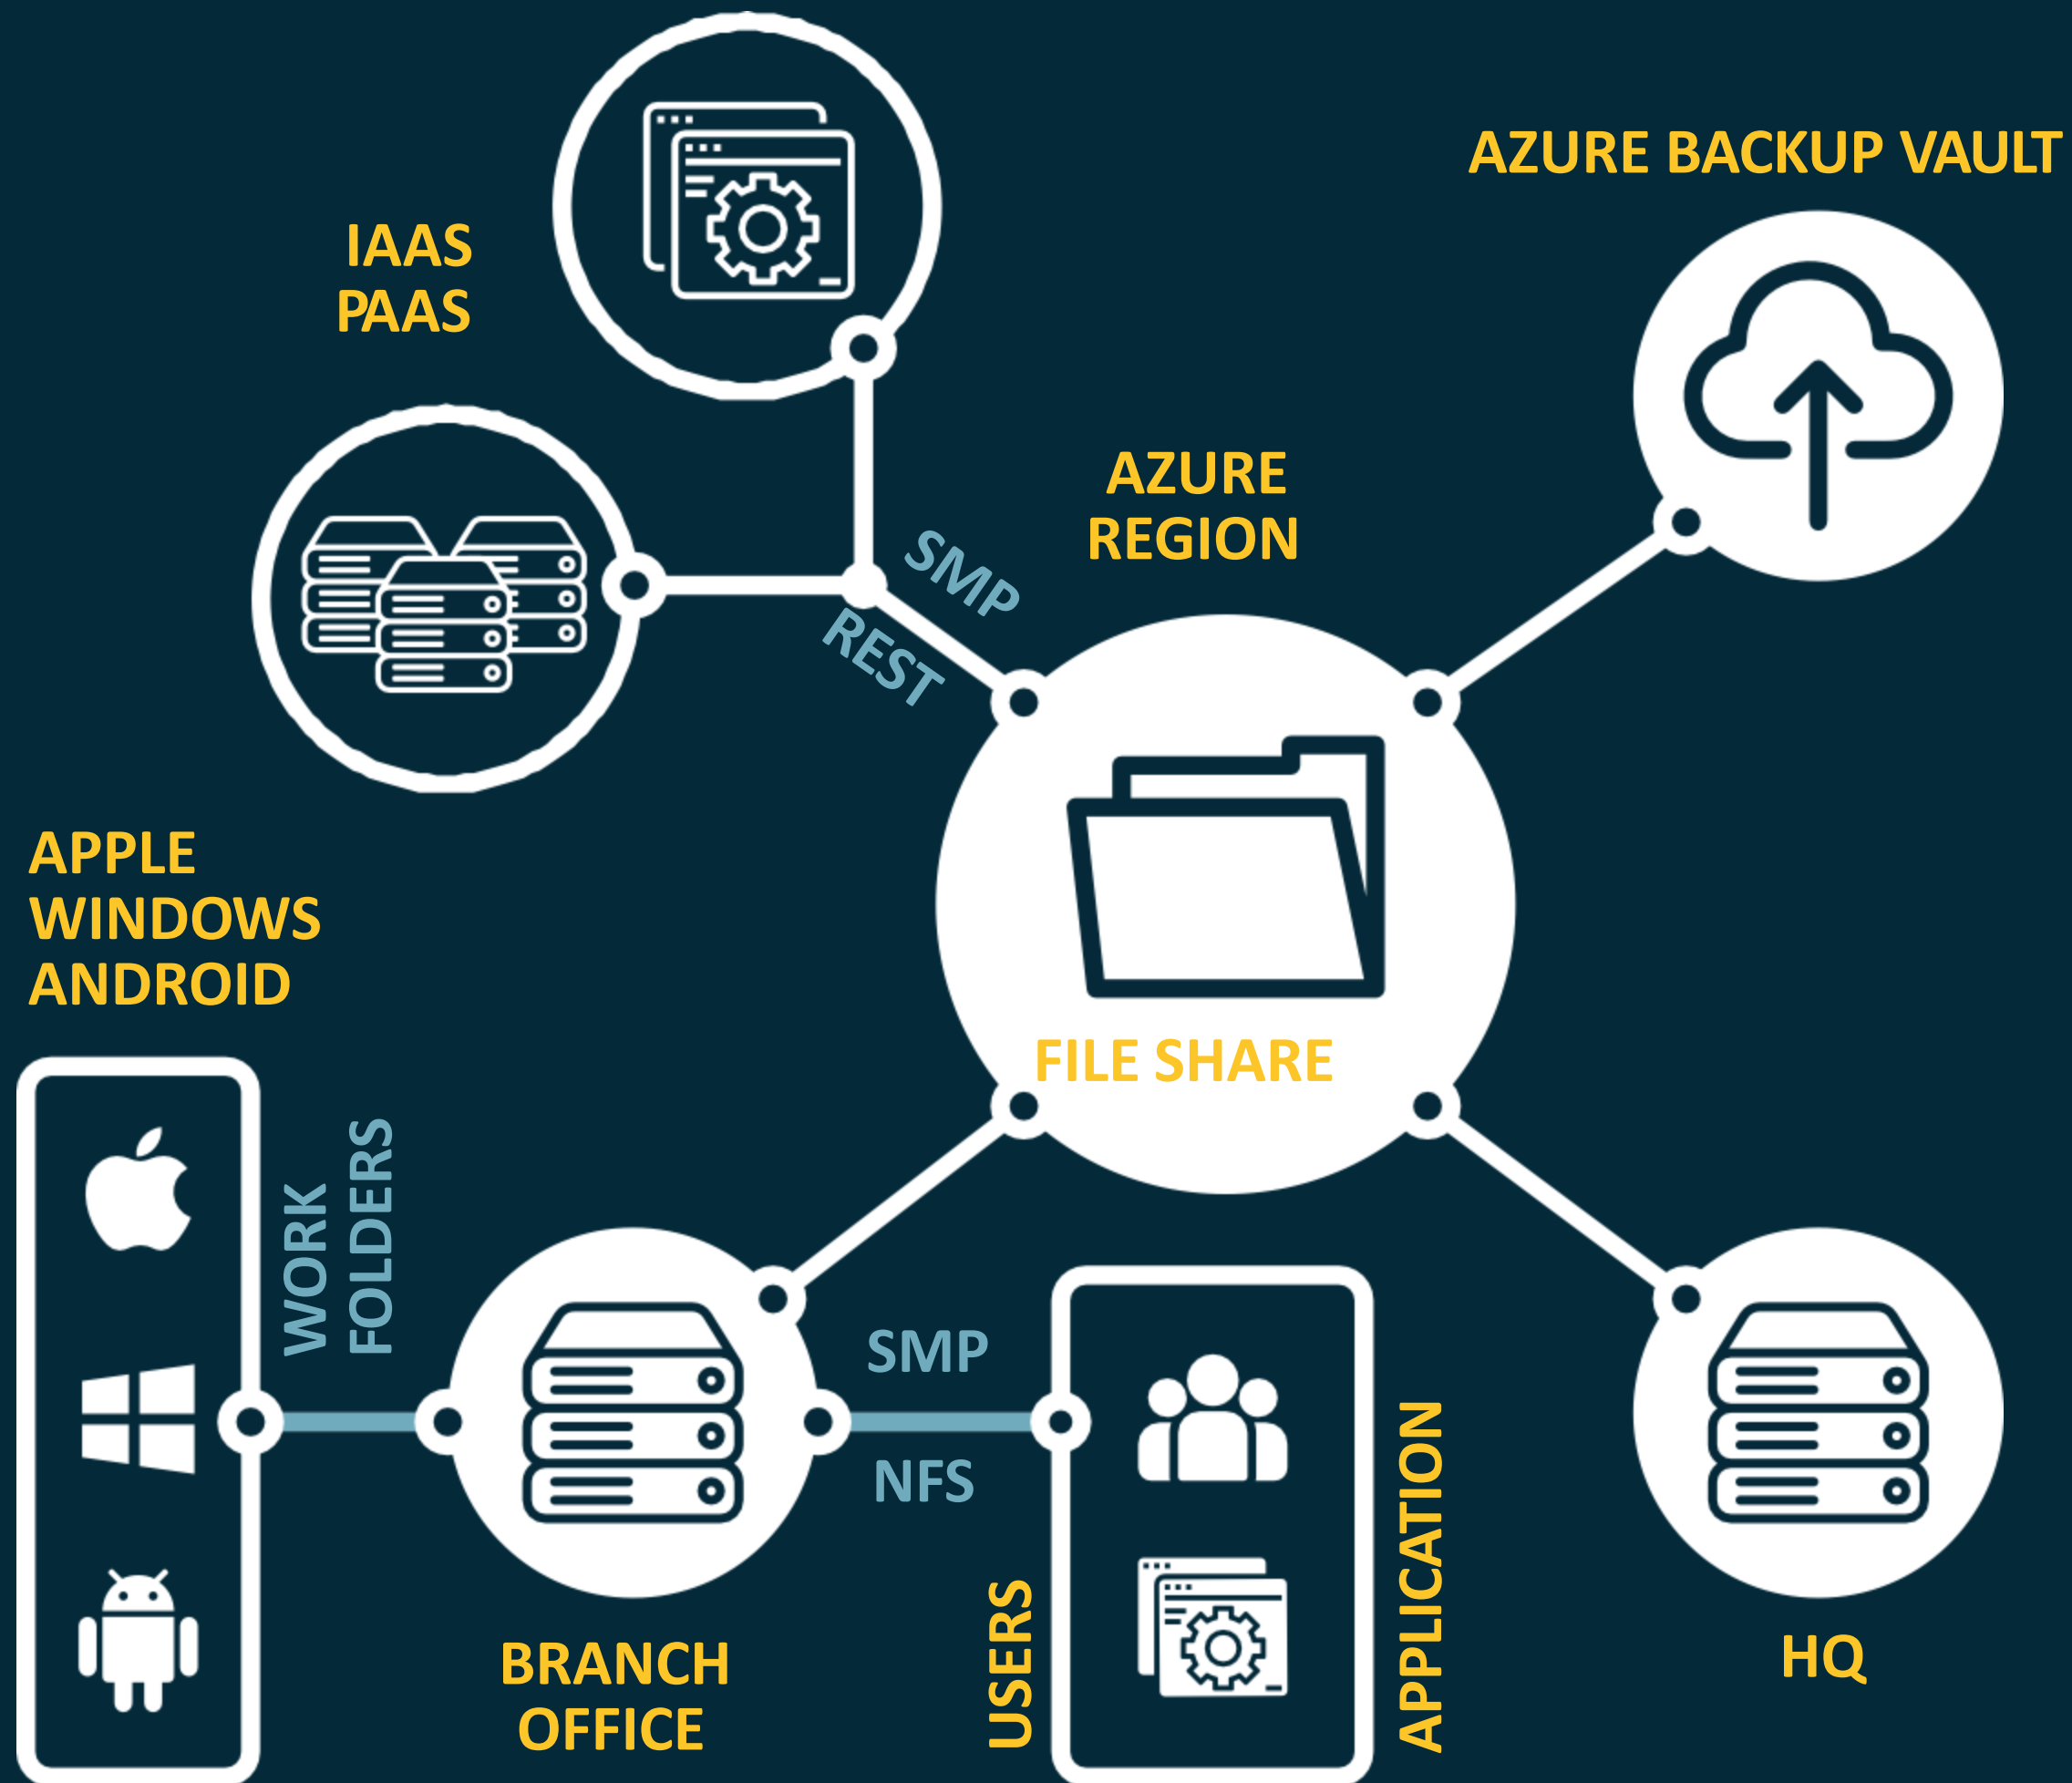 AZURE BACKUP VAULT
IAAS
PAAS
AZURE
REGION
SMP
REST
APPLE
WINDOWS
ANDROID
FILE SHARE
WORK
FOLDERS
SMP
NFS
BRANCH
OFFICE
USERS
APPLICATION
HQ